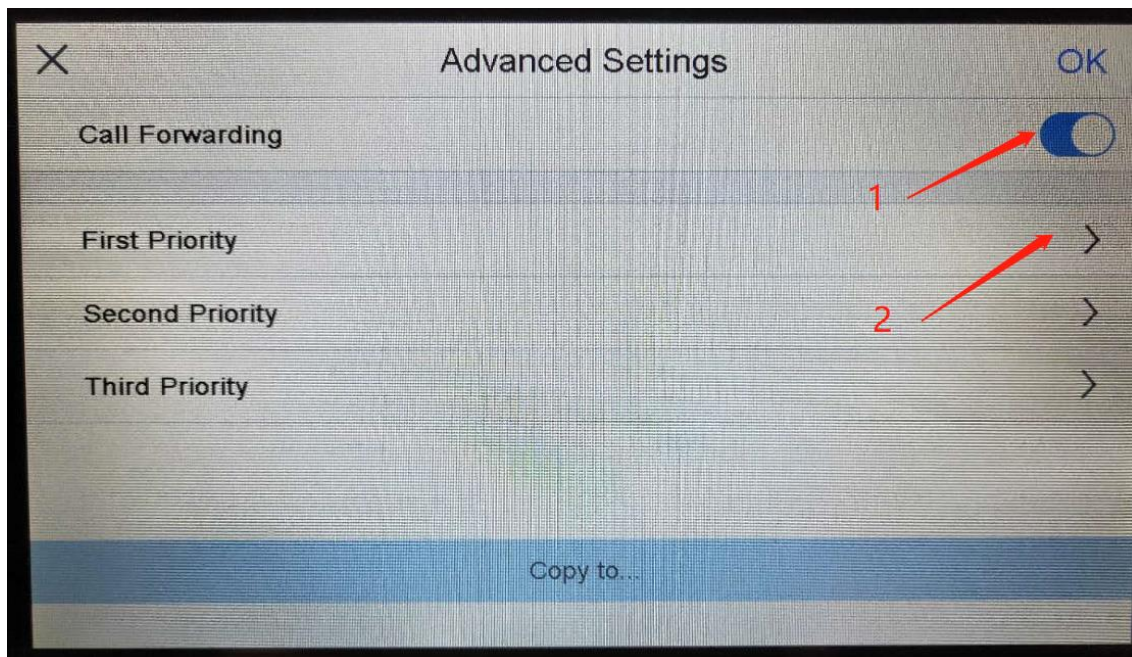 Advanced Settings
OK
Call Forwarding
1
First Priority
Second Priority
2
Third Priority
Copy to...